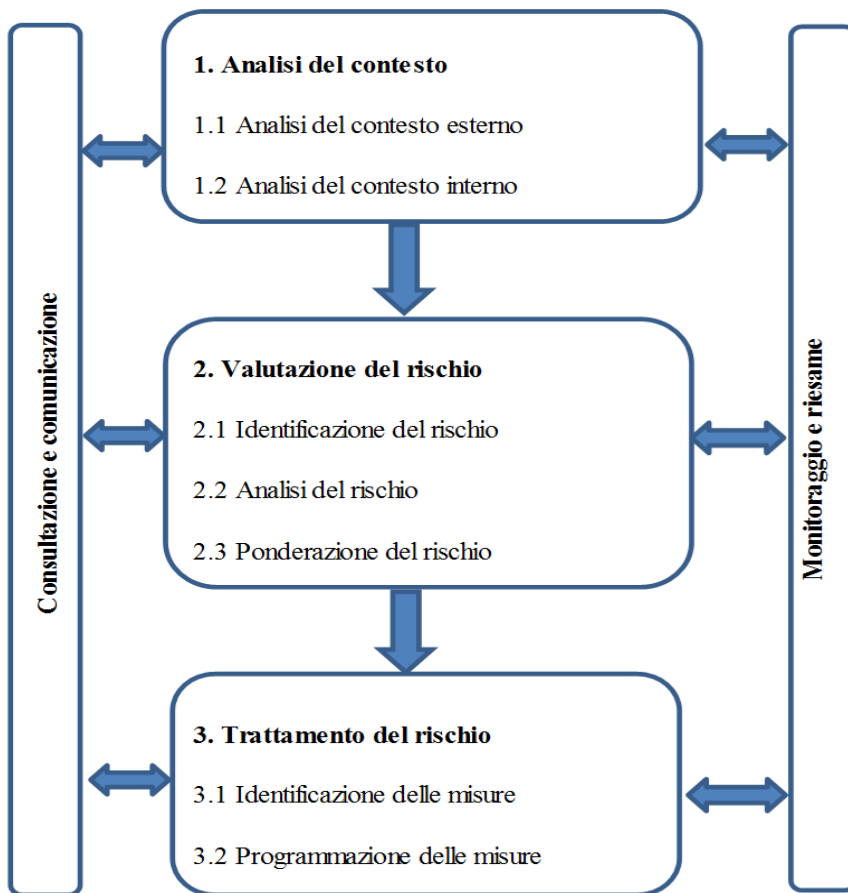 Consultazione e comunicazione
1. Analisi del contesto
1.1 Analisi del contesto esterno
1.2 Analisi del contesto interno
2. Valutazione del rischio
2.1 Identificazione del rischio
2.2 Analisi del rischio
2.3 Ponderazione del rischio
3. Trattamento del rischio
3.1 Identificazione delle misure
3.2 Programmazione delle misure
Monitoraggio e riesame